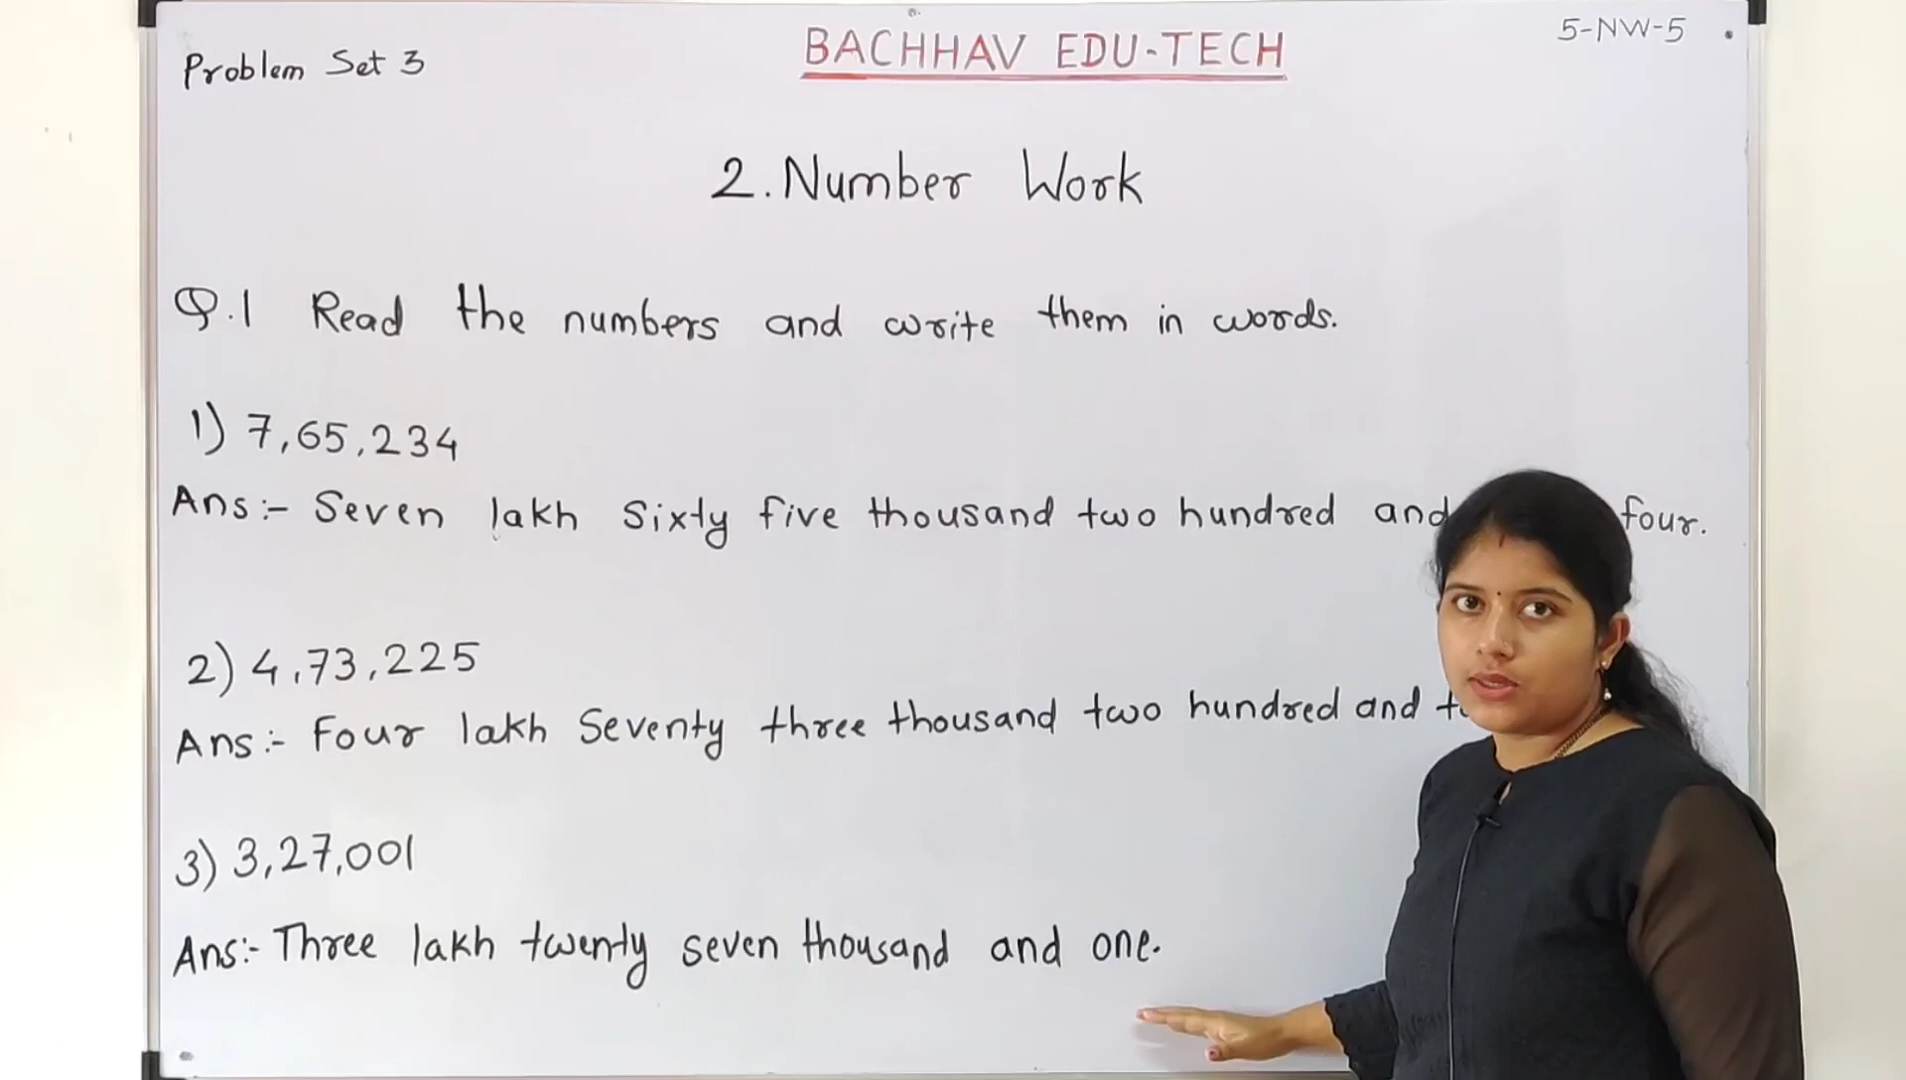 Problem Set 3
BACHHAV EDU-TECH
5-NW-5
2. Number Work
Q.1 Read the numbers and write them in words.
1) 7,65,234
Ans:- Seven lakh Sixty five thousand two hundred and four.
2) 4,73,225
Ans:- Four lakh Seventy three thousand two hundred and
3) 3,27,001
Ans:- Three lakh twenty seven thousand and one.